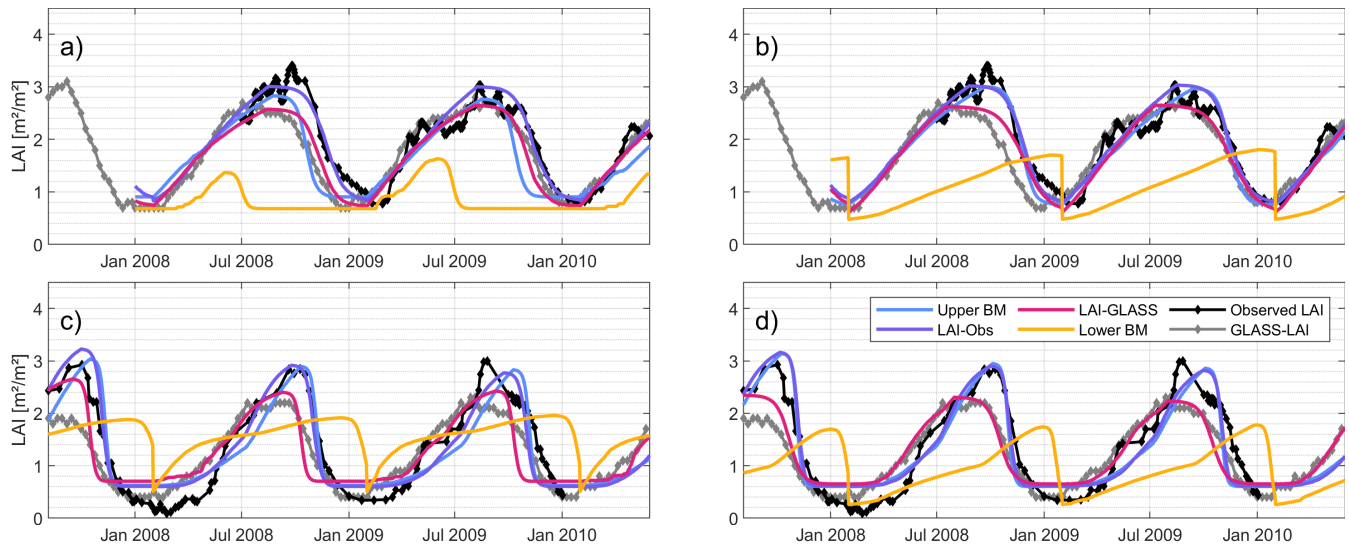 a)
4
3
2
1
0
LAI [m²/m²]
Jan 2008 Jul 2008 Jan 2009 Jul 2009 Jan 2010
b)
4
3
2
1
0
Jan 2008 Jul 2008 Jan 2009 Jul 2009 Jan 2010
c)
4
3
2
1
0
LAI [m²/m²]
Jan 2008 Jul 2008 Jan 2009 Jul 2009 Jan 2010
d)
4
3
2
1
0
Upper BM LAI-GLASS Observed LAI
LAI-Obs Lower BM GLASS-LAI
Jan 2008 Jul 2008 Jan 2009 Jul 2009 Jan 2010